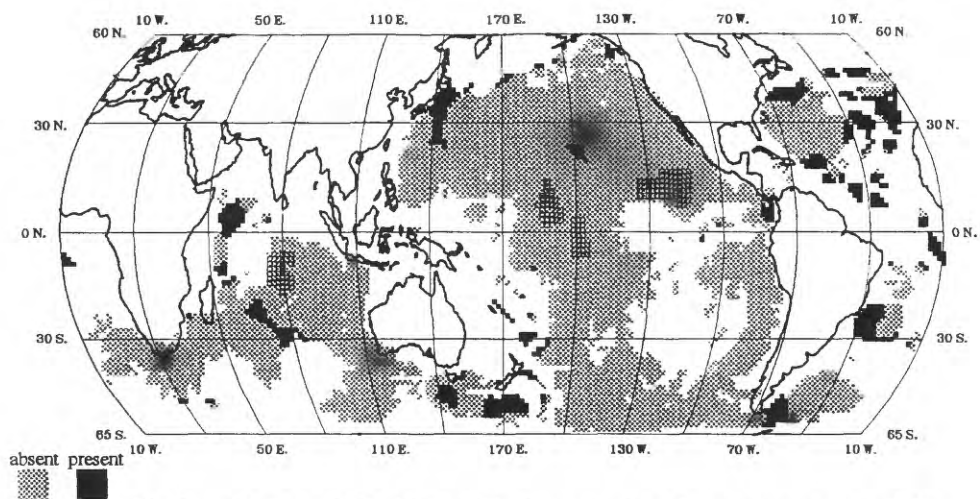 10 W. 50 E. 110 E. 170 E. 130 W. 70 W. 10 W.
60 N. 60 N.
30 N. 30 N.
0 N. 0 N.
30 S. 30 S.
65 S. 65 S.
10 W. 50 E. 110 E. 170 E. 130 W. 70 W. 10 W.
absent present